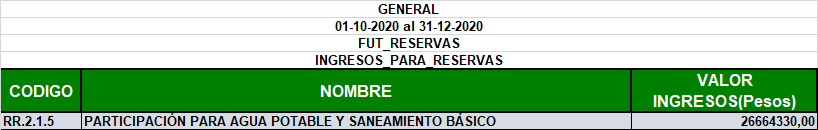 GENERAL
01-10-2020 al 31-12-2020
FUT_RESERVAS
INGRESOS_PARA_RESERVAS
CODIGO NOMBRE VALOR INGRESOS(Pesos)
RR.2.1.5 PARTICIPACIÓN PARA AGUA POTABLE Y SANEAMIENTO BÁSICO 26664330,00